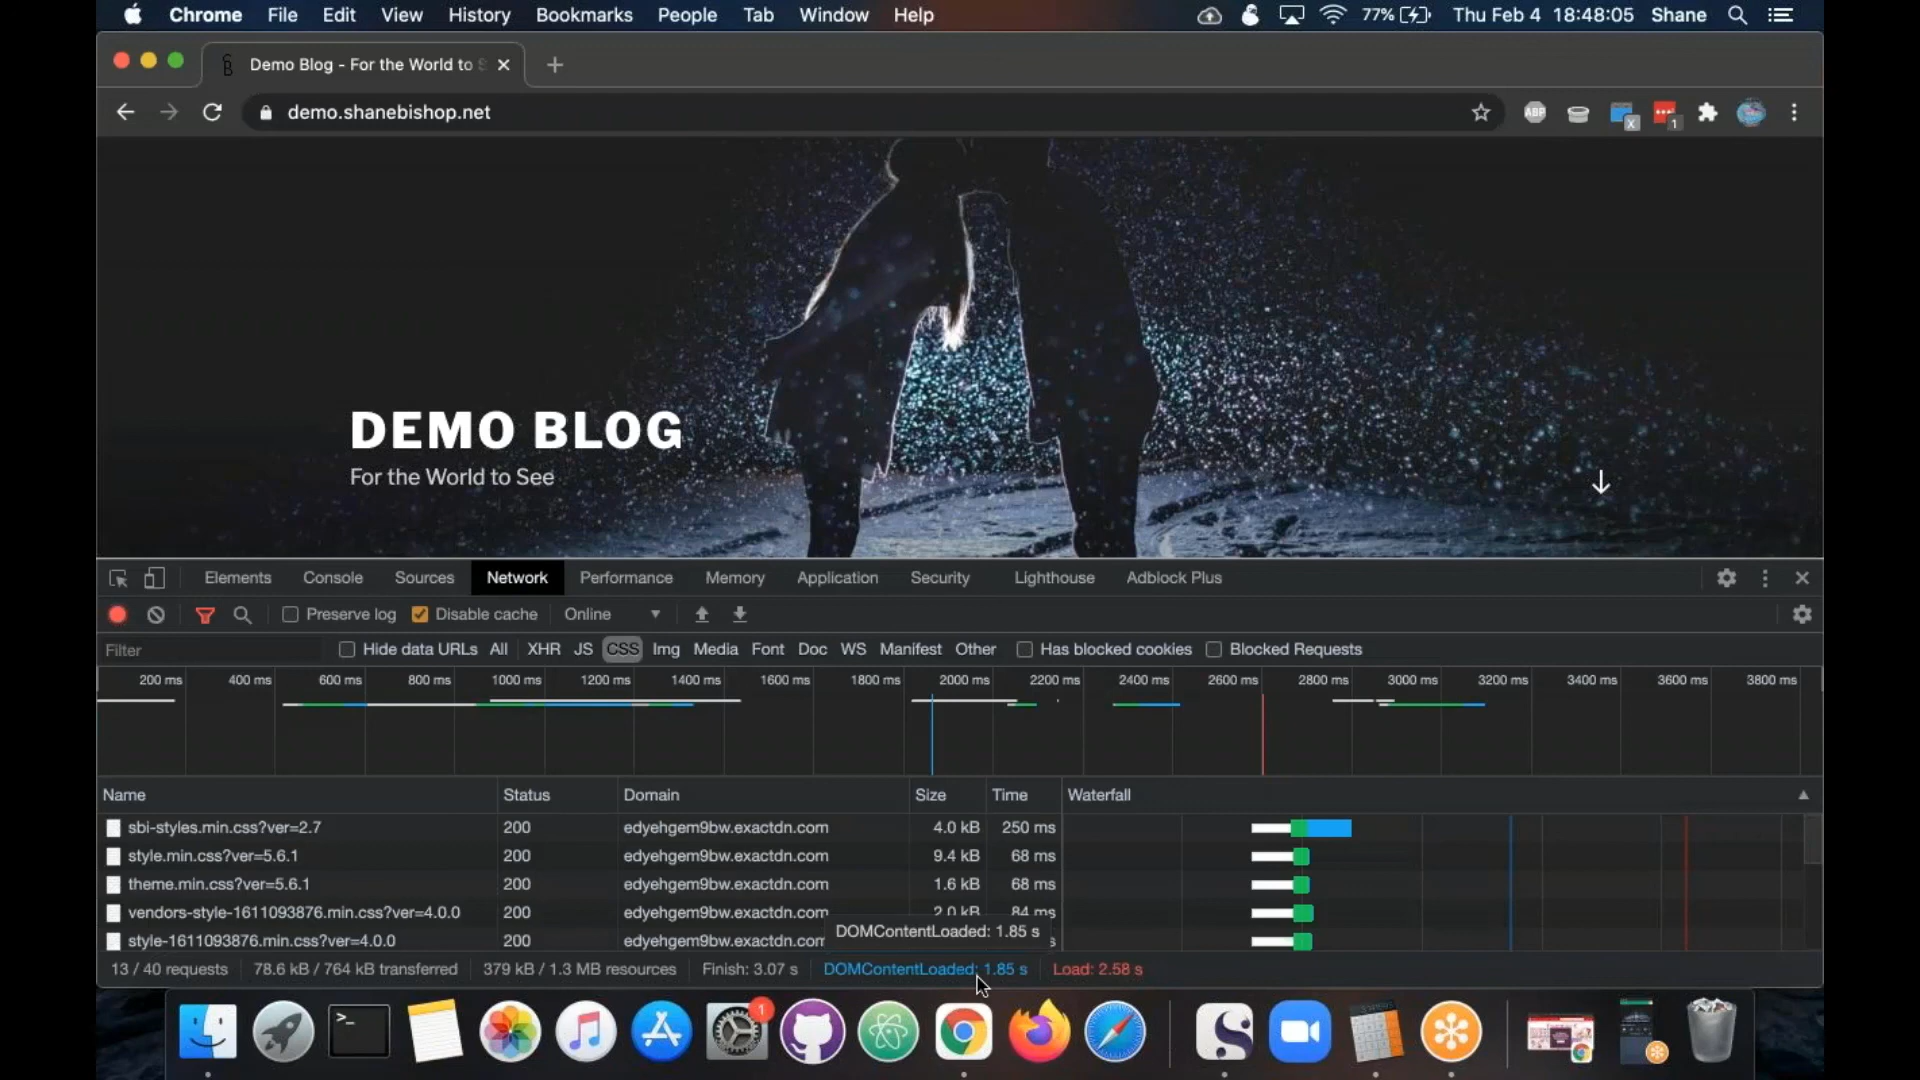 Chrome File Edit View History Bookmarks People Tab Window Help 77% Thu Feb 4 18:48:05 Shane
Demo Blog - For the World to S
demo.shanebishop.net
ABP X 1
DEMO BLOG
For the World to See
Elements Console Sources Network Performance Memory Application Security Lighthouse Adblock Plus
Preserve log Disable cache Online
Filter Hide data URLs All XHR JS CSS Img Media Font Doc WS Manifest Other Has blocked cookies Blocked Requests
200 ms 400 ms 600 ms 800 ms 1000 ms 1200 ms 1400 ms 1600 ms 1800 ms 2000 ms 2200 ms 2400 ms 2600 ms 2800 ms 3000 ms 3200 ms 3400 ms 3600 ms 3800 ms
Name Status Domain Size Time Waterfall
sbi-styles.min.css?ver=2.7 200 edyehgem9bw.exactdn.com 4.0 kB 250 ms
style.min.css?ver=5.6.1 200 edyehgem9bw.exactdn.com 9.4 kB 68 ms
theme.min.css?ver=5.6.1 200 edyehgem9bw.exactdn.com 1.6 kB 68 ms
vendors-style-1611093876.min.css?ver=4.0.0 200 edyehgem9bw.exactdn.com 2.0 kB 84 ms
DOMContentLoaded: 1.85 s
style-1611093876.min.css?ver=4.0.0 200 edyehgem9bw.exactdn.com s
13 / 40 requests 78.6 kB / 764 kB transferred 379 kB / 1.3 MB resources Finish: 3.07 s DOMContentLoaded: 1.85 s Load: 2.58 s
1